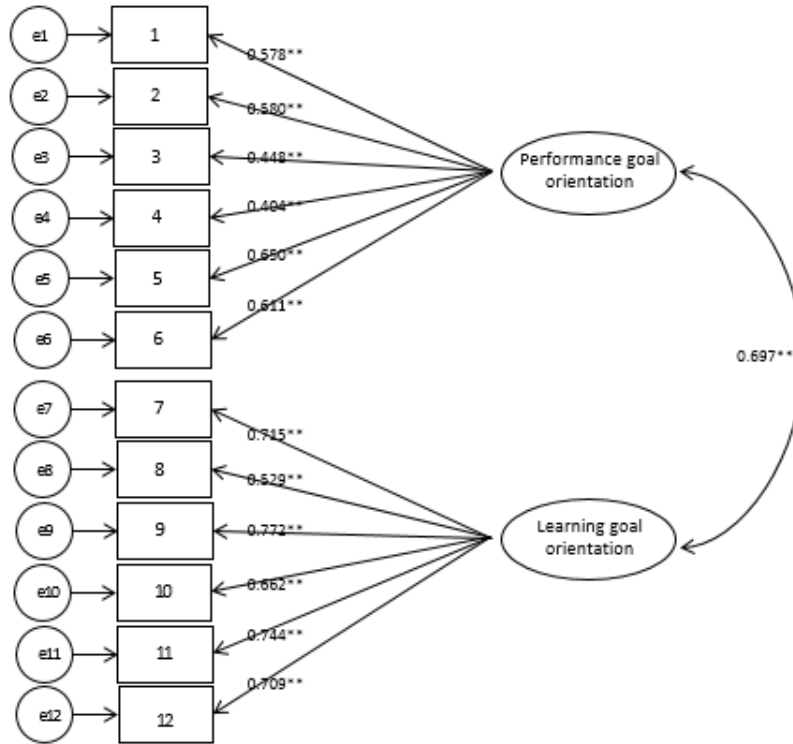 e1 1
0.578**
e2 2
0.580**
e3 3
0.448**
Performance goal
orientation
e4 4
0.404**
e5 5
0.650**
e6 6
0.611**
0.697**
e7 7
0.715**
e8 8
0.529**
e9 9
0.772**
Learning goal
orientation
e10 10
0.662**
e11 11
0.744**
e12 12
0.709**